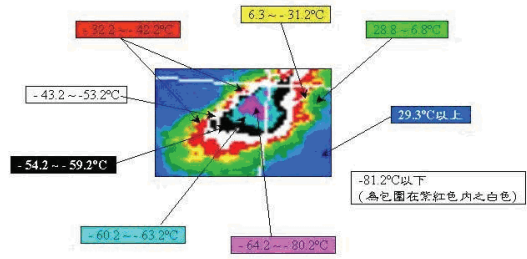 - 32.2 ~ - 42.2°C
6.3 ~ - 31.2°C
28.8 ~ 6.8°C
- 43.2 ~ -53.2°C
29.3°C以上
- 54.2 ~ - 59.2°C
-81.2°C以下
(為包圍在紫紅色內之白色)
- 60.2 ~ - 63.2°C
- 64.2 ~ - 80.2°C